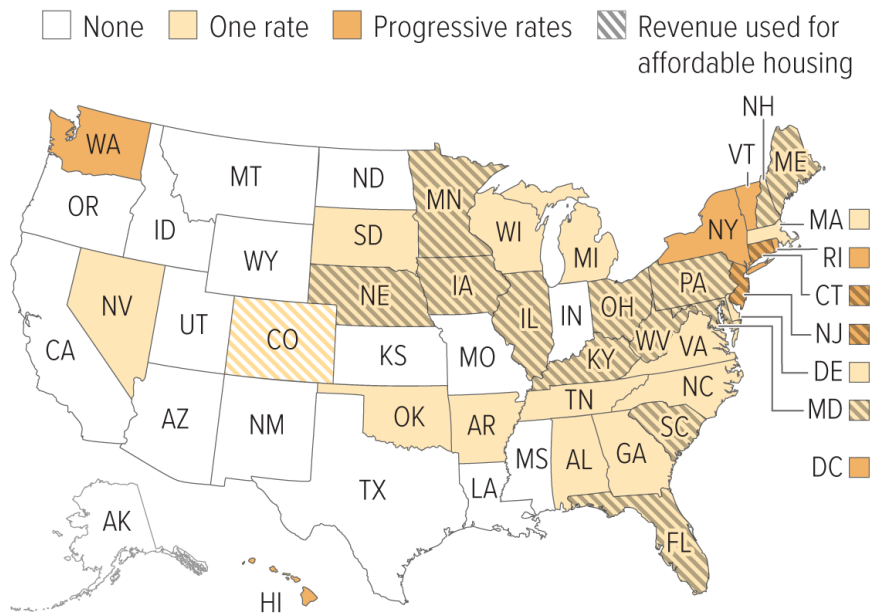 None
One rate
Progressive rates
Revenue used for
affordable housing
NH
WA
VT
ME
MT
ND
OR
MN
ID
MA
SD
WI
NY
WY
MI
RI
NV
NE
IA
PA
CT
IL
IN
OH
UT
CO
WV
NJ
CA
KS
MO
KY
VA
DE
NC
TN
MD
AZ
NM
OK
AR
SC
MS
AL
GA
DC
TX
LA
AK
FL
HI